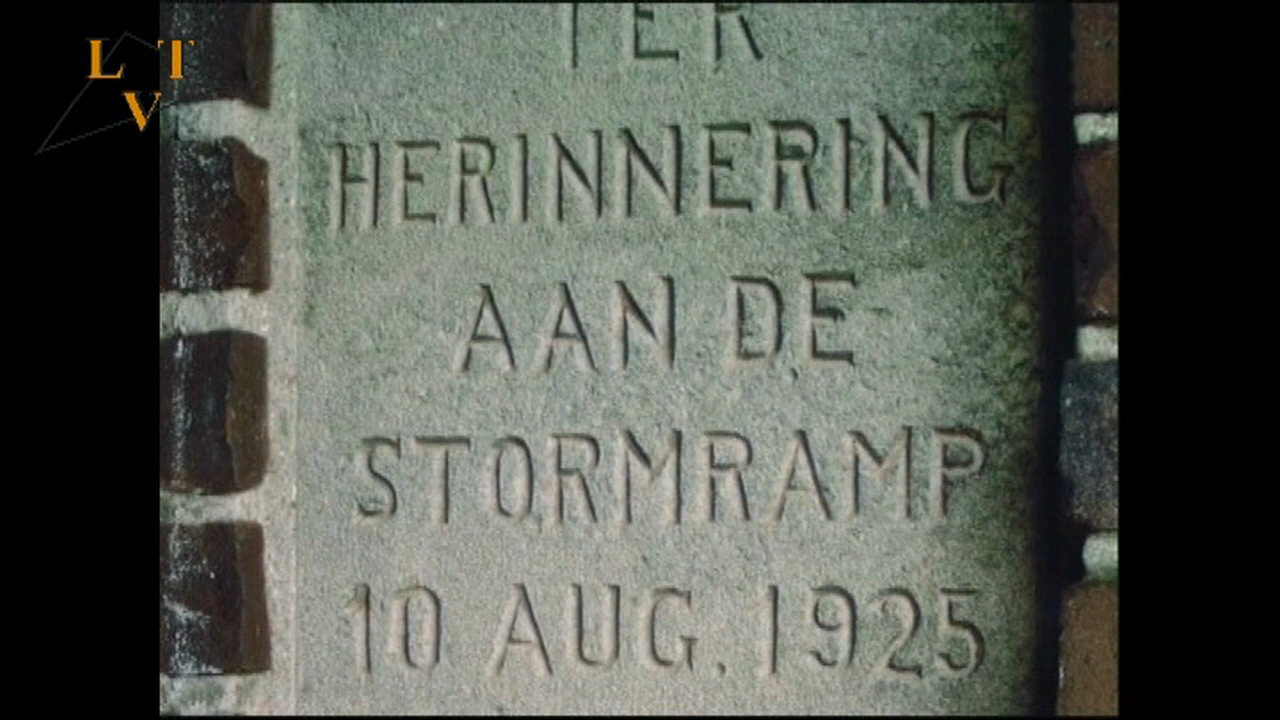 L T
V
TER
HERINNERING
AAN DE
STORMRAMP
10 AUG. 1925